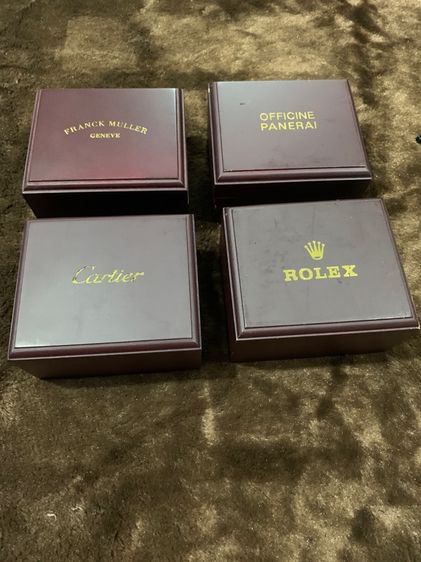 FRANCK MULLER
GENEVE
OFFICINE
PANERAI
Cartier
ROLEX